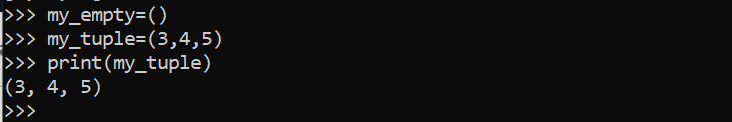 >>> my_empty=()
>>> my_tuple=(3,4,5)
>>> print(my_tuple)
(3, 4, 5)
>>>